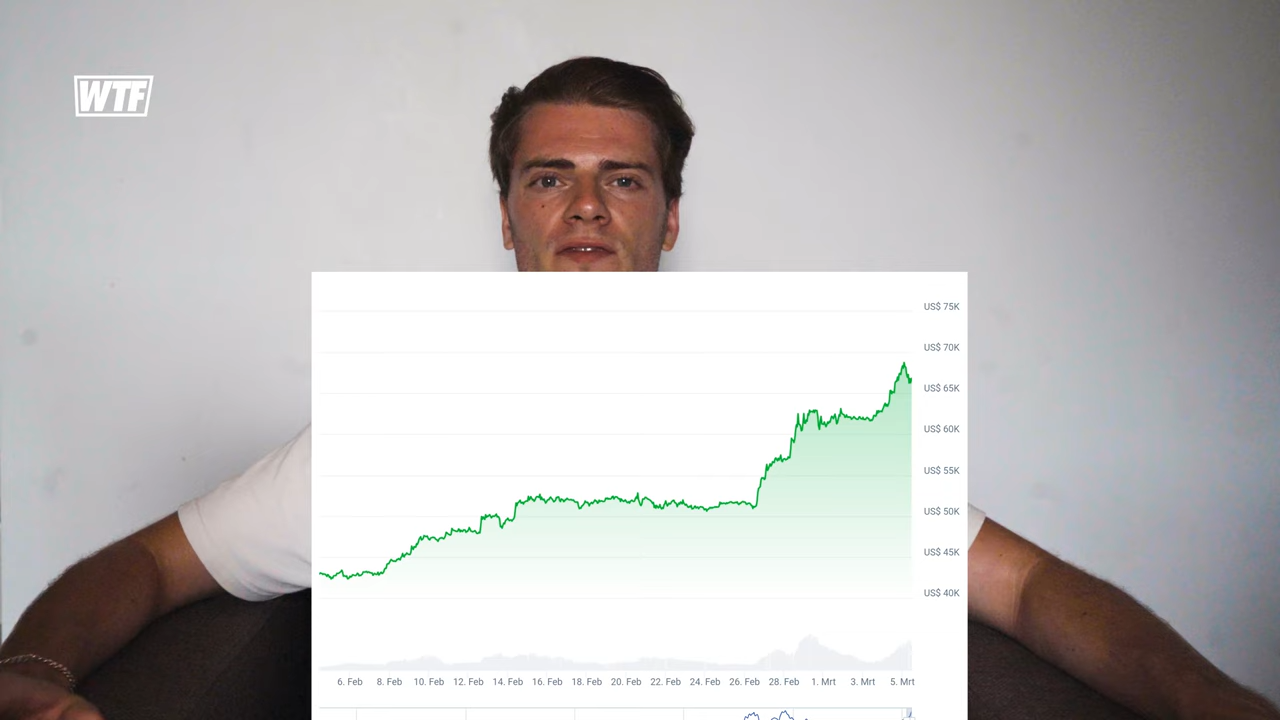 WTF
US$ 75K
US$ 70K
US$ 65K
US$ 60K
US$ 55K
US$ 50K
US$ 45K
US$ 40K
6. Feb 8. Feb 10. Feb 12. Feb 14. Feb 16. Feb 18. Feb 20. Feb 22. Feb 24. Feb 26. Feb 28. Feb 1. Mrt 3. Mrt 5. Mrt